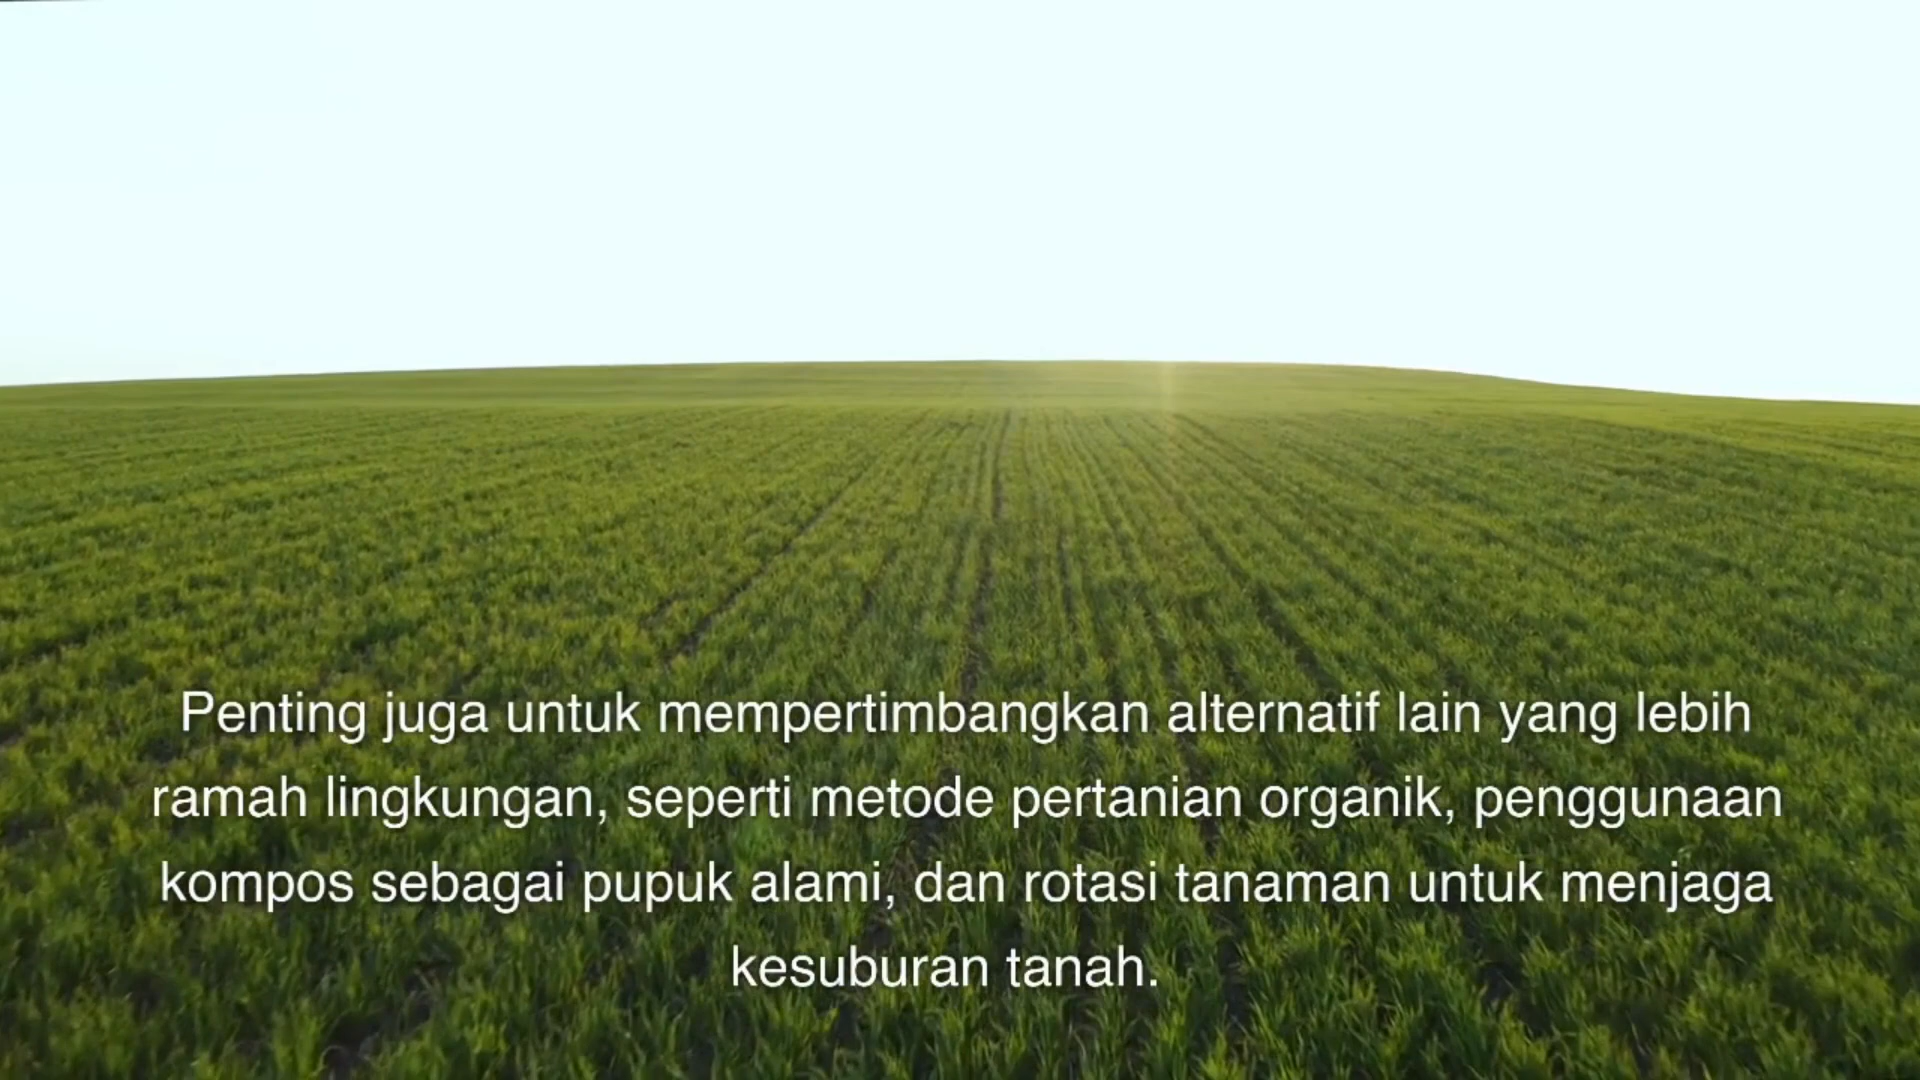 Penting juga untuk mempertimbangkan alternatif lain yang lebih
ramah lingkungan, seperti metode pertanian organik, penggunaan
kompos sebagai pupuk alami, dan rotasi tanaman untuk menjaga
kesuburan tanah.